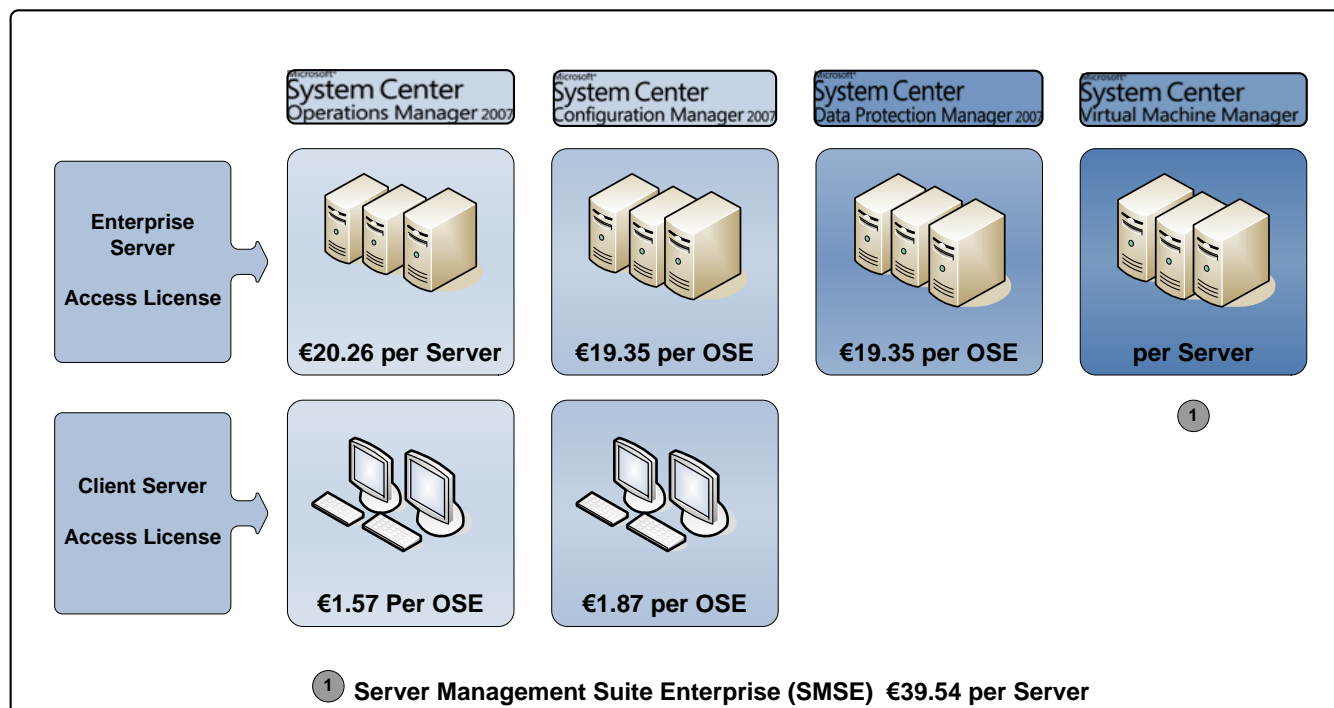 Microsoft®
System Center
Operations Manager 2007
Microsoft®
System Center
Configuration Manager 2007
Microsoft®
System Center
Data Protection Manager 2007
Microsoft®
System Center
Virtual Machine Manager
Enterprise
Server
Access License
€20.26 per Server
€19.35 per OSE
€19.35 per OSE
per Server
1
Client Server
Access License
€1.57 Per OSE
€1.87 per OSE
1 Server Management Suite Enterprise (SMSE) €39.54 per Server